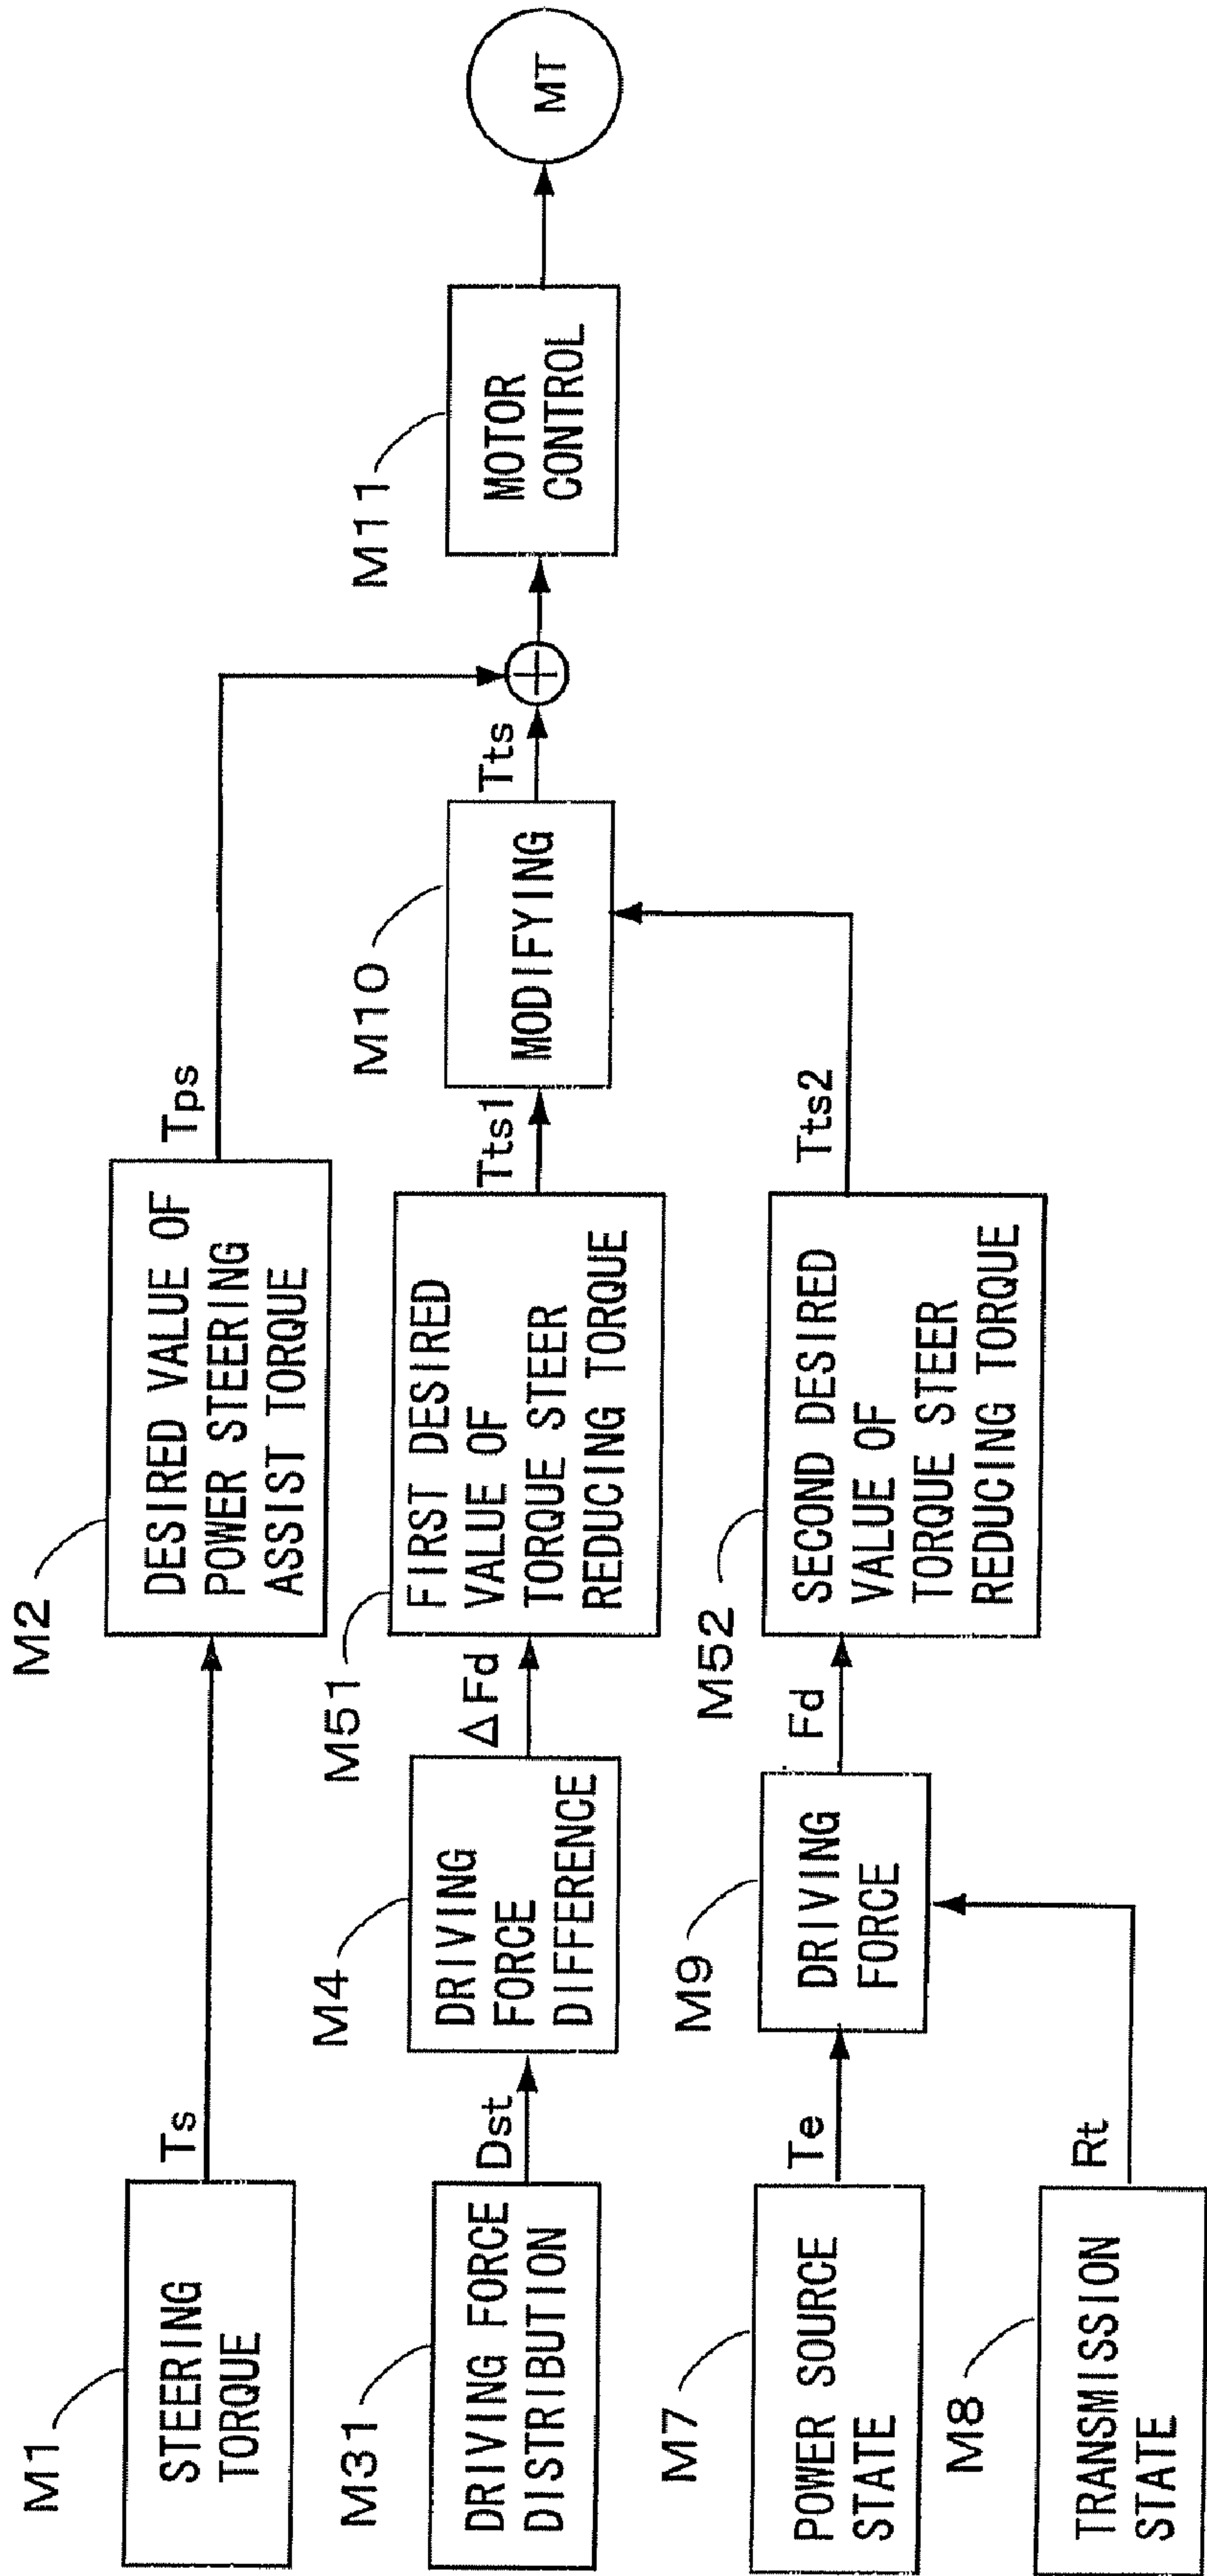 M1
STEERING
TORQUE
Ts
M2
DESIRED VALUE OF
POWER STEERING
ASSIST TORQUE
Tps
M31
DRIVING FORCE
DISTRIBUTION
Dst
M4
DRIVING
FORCE
DIFFERENCE
ΔFd
M51
FIRST DESIRED
VALUE OF
TORQUE STEER
REDUCING TORQUE
Tts1
M10
MODIFYING
Tts
M11
MOTOR
CONTROL
MT
M7
POWER SOURCE
STATE
Te
M9
DRIVING
FORCE
Fd
M52
SECOND DESIRED
VALUE OF
TORQUE STEER
REDUCING TORQUE
Tts2
M8
TRANSMISSION
STATE
Rt